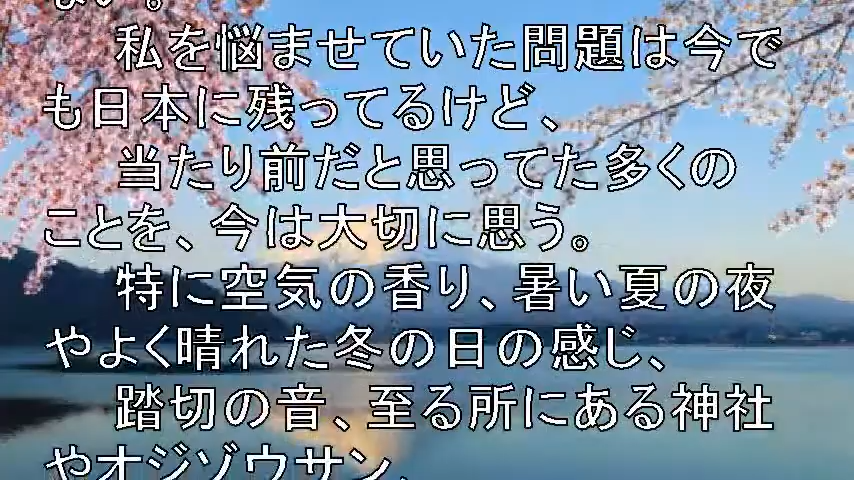 ない。
私を悩ませていた問題は今で
も日本に残ってるけど、
当たり前だと思ってた多くの
ことを、今は大切に思う。
特に空気の香り、暑い夏の夜
やよく晴れた冬の日の感じ、
踏切の音、至る所にある神社
やオジゾウサン、